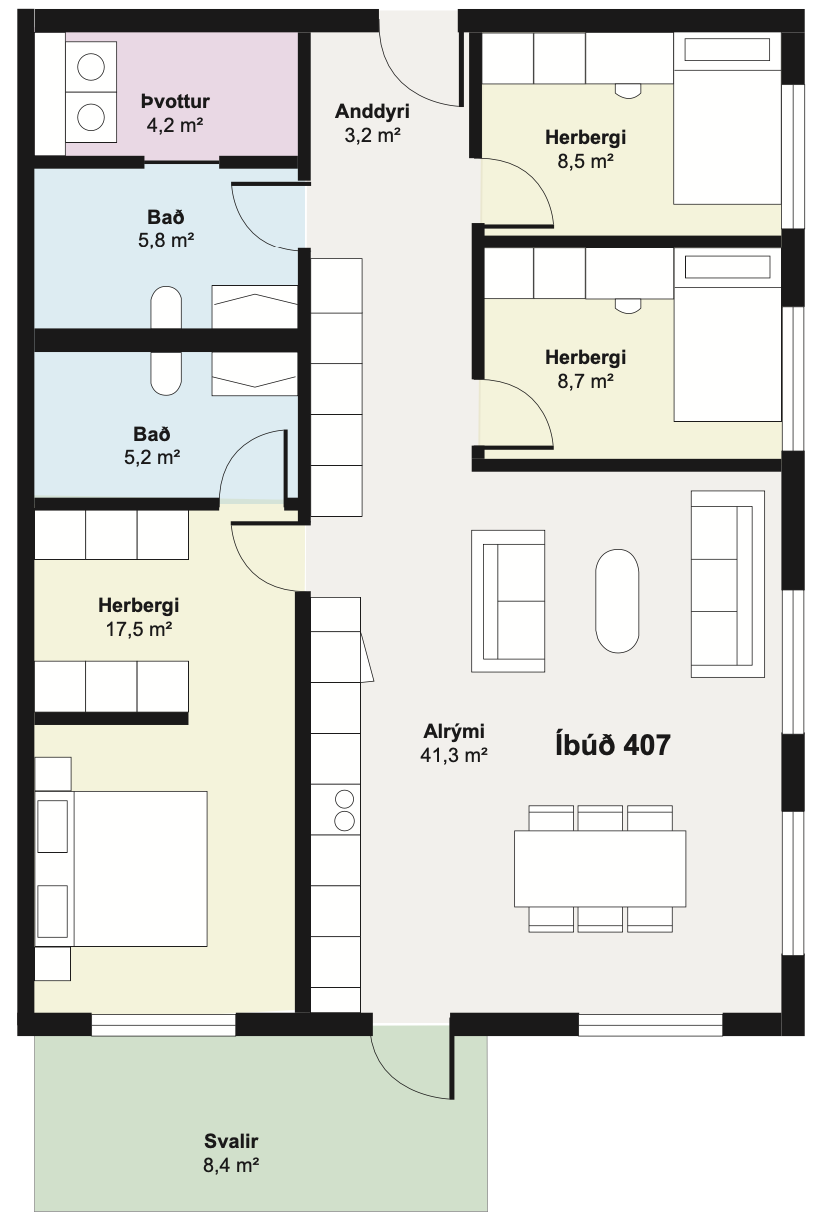 Þvottur
4,2 m²
Anddyri
3,2 m²
Herbergi
8,5 m²
Bað
5,8 m²
Herbergi
8,7 m²
Bað
5,2 m²
Herbergi
17,5 m²
Alrými
41,3 m²
Íbúð 407
Svalir
8,4 m²